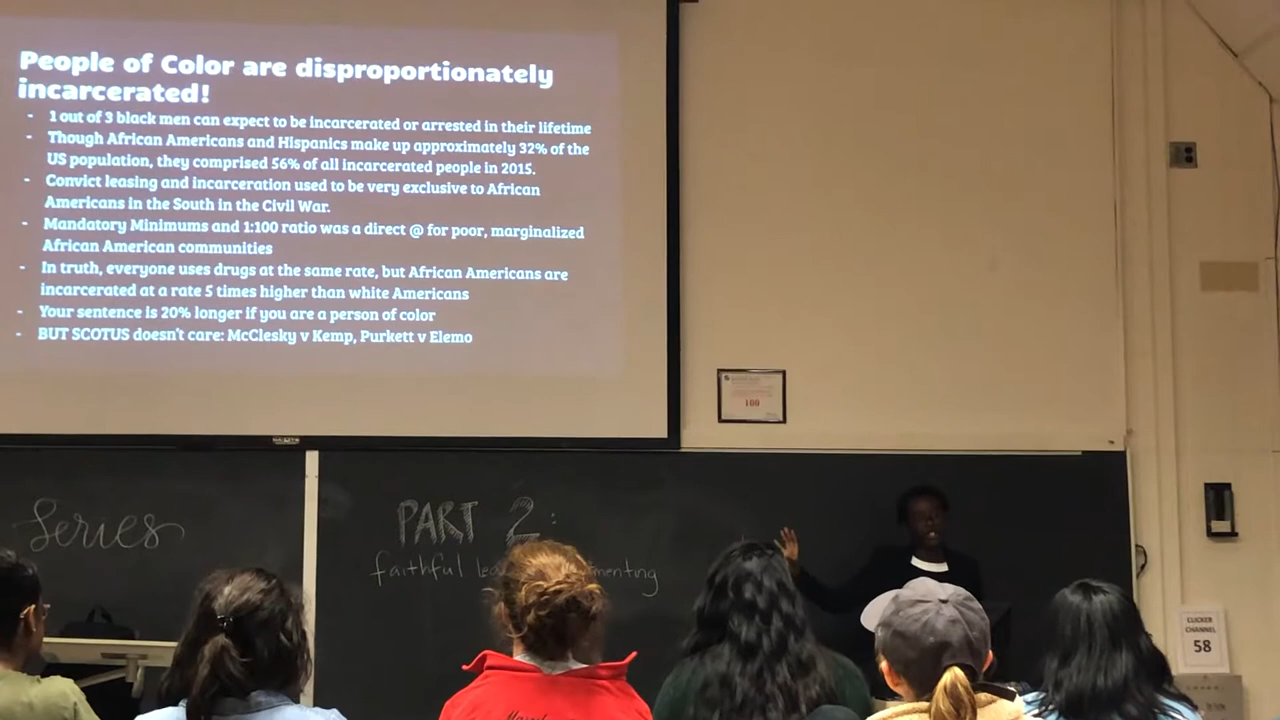 People of Color are disproportionately
incarcerated!
- 1 out of 3 black men can expect to be incarcerated or arrested in their lifetime
- Though African Americans and Hispanics make up approximately 32% of the
US population, they comprised 56% of all incarcerated people in 2015.
- Convict leasing and incarceration used to be very exclusive to African
Americans in the South in the Civil War.
- Mandatory Minimums and 1:100 ratio was a direct @ for poor, marginalized
African American communities
- In truth, everyone uses drugs at the same rate, but African Americans are
incarcerated at a rate 5 times higher than white Americans
- Your sentence is 20% longer if you are a person of color
- BUT SCOTUS doesn't care: McClesky v Kemp, Purkett v Elemo
100
Series
PART 2:
faithful
CLICKER
CHANNEL
58